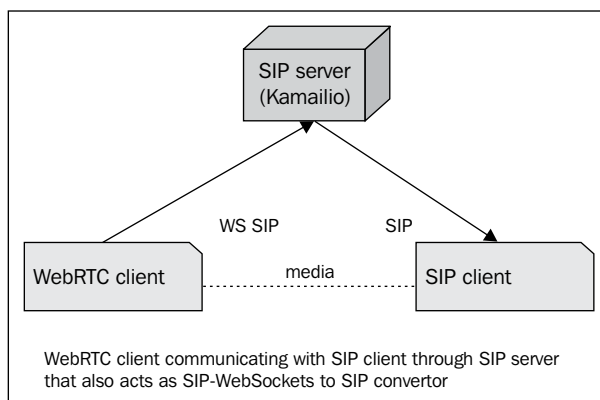 SIP server
(Kamailio)
WS SIP
SIP
WebRTC client
media
SIP client
WebRTC client communicating with SIP client through SIP server
that also acts as SIP-WebSockets to SIP convertor